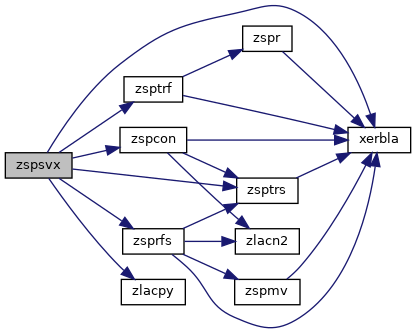 zspr
zsptrf
zspcon
xerbla
zspsvx
zsptrs
zsprfs
zlacn2
zlacpy
zspmv